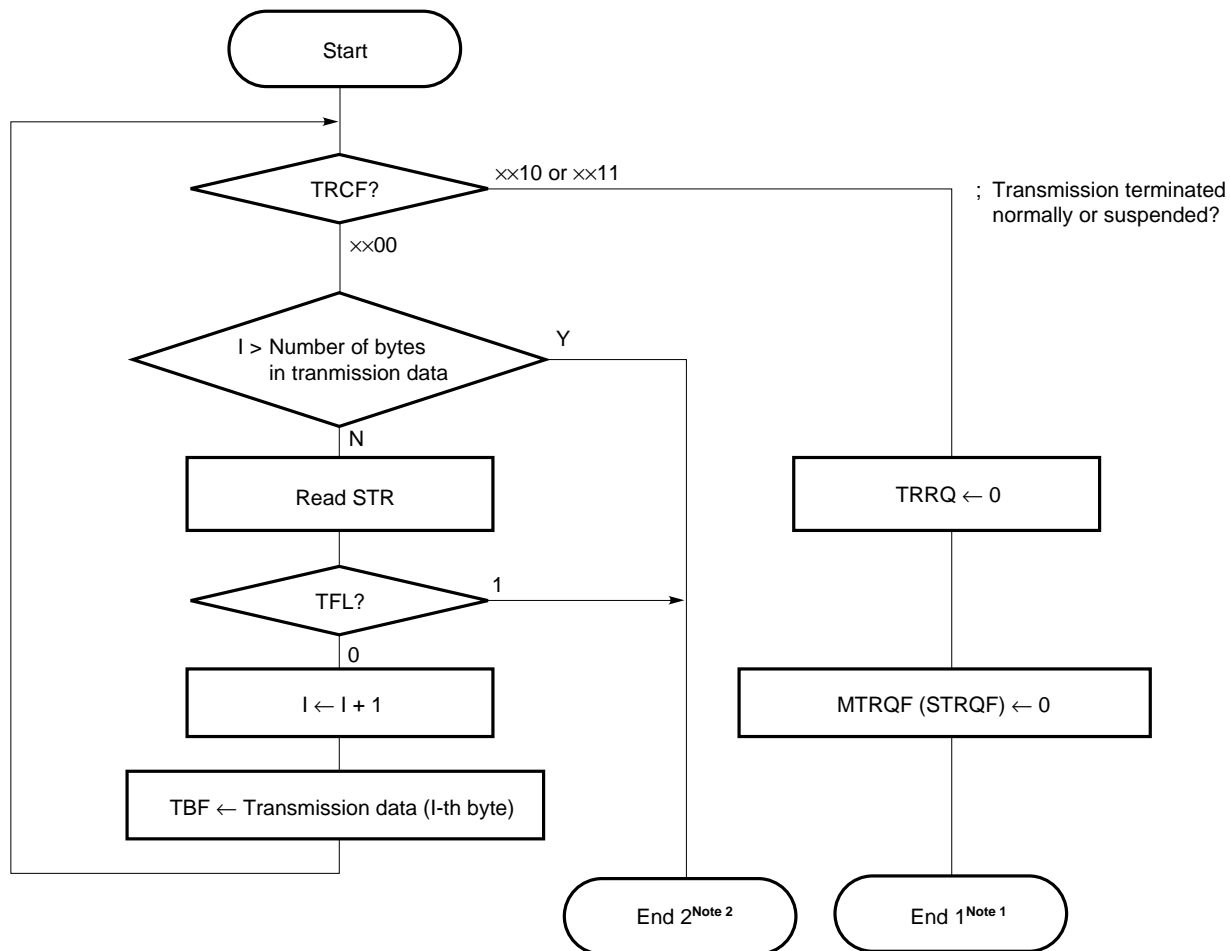 Start
TRCF?
××10 or ××11
; Transmission terminated
normally or suspended?
××00
I > Number of bytes
in tranmission data
Y
N
Read STR
TRRQ ← 0
TFL?
1
0
I ← I + 1
MTRQF (STRQF) ← 0
TBF ← Transmission data (I-th byte)
End 2Note 2
End 1Note 1